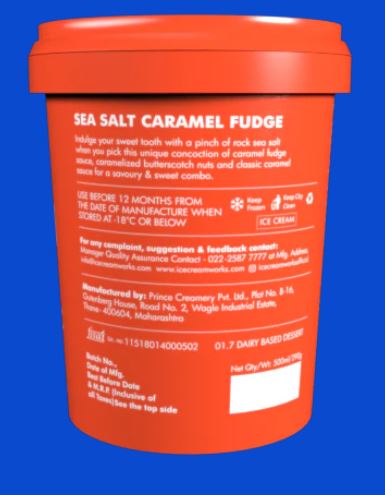 SEA SALT CARAMEL FUDGE
Indulge your sweet tooth with a pinch of rock sea salt
when you pick this unique concoction of caramel fudge
sauce, caramelized butterscotch nuts and classic caramel
sauce for a savoury & sweet combo.
USE BEFORE 12 MONTHS FROM
THE DATE OF MANUFACTURE WHEN
STORED AT -18°C OR BELOW
Keep Frozen
Keep City Clean
ICE CREAM
For any complaint, suggestion & feedback contact:
Manager Quality Assurance Contact - 022-2587 7777 at Mfg. Address,
info@icecreamworks.com www.icecreamworks.com icecreamworksofficial
Manufactured by: Prince Creamery Pvt. Ltd., Plot No. B-16,
Gutenberg House, Road No. 2, Wagle Industrial Estate,
Thane- 400604, Maharashtra
fssai Lic. no. 11518014000502 01.7 DAIRY BASED DESSERT
Batch No.,
Date of Mfg.
Best Before Date
& M.R.P. (Inclusive of
all Taxes)See the top side
Net Qty/Wt: 500ml/290g